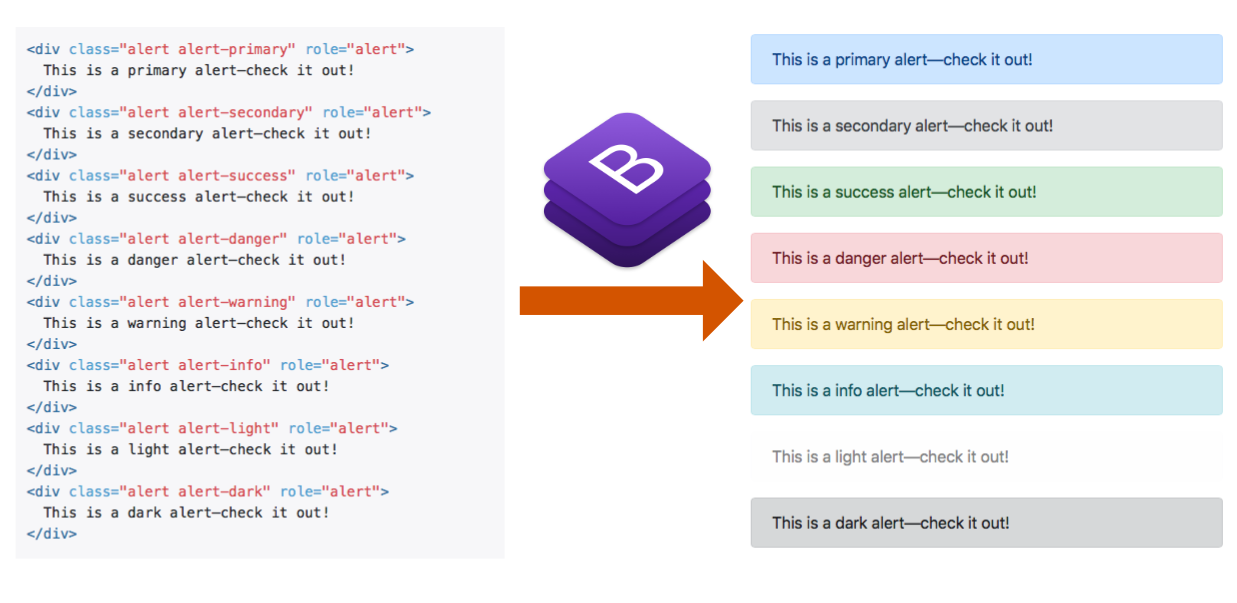 <div class="alert alert-primary" role="alert">
  This is a primary alert—check it out!
</div>
<div class="alert alert-secondary" role="alert">
  This is a secondary alert—check it out!
</div>
<div class="alert alert-success" role="alert">
  This is a success alert—check it out!
</div>
<div class="alert alert-danger" role="alert">
  This is a danger alert—check it out!
</div>
<div class="alert alert-warning" role="alert">
  This is a warning alert—check it out!
</div>
<div class="alert alert-info" role="alert">
  This is a info alert—check it out!
</div>
<div class="alert alert-light" role="alert">
  This is a light alert—check it out!
</div>
<div class="alert alert-dark" role="alert">
  This is a dark alert—check it out!
</div>
B
This is a primary alert—check it out!
This is a secondary alert—check it out!
This is a success alert—check it out!
This is a danger alert—check it out!
This is a warning alert—check it out!
This is a info alert—check it out!
This is a light alert—check it out!
This is a dark alert—check it out!